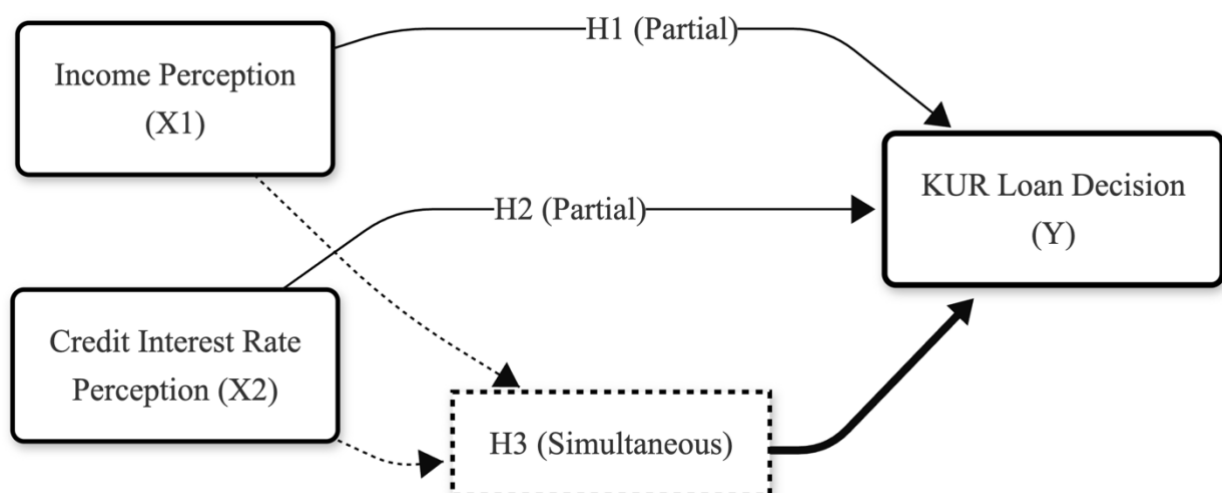 H1 (Partial)
Income Perception
(X1)
KUR Loan Decision
(Y)
H2 (Partial)
Credit Interest Rate
Perception (X2)
H3 (Simultaneous)